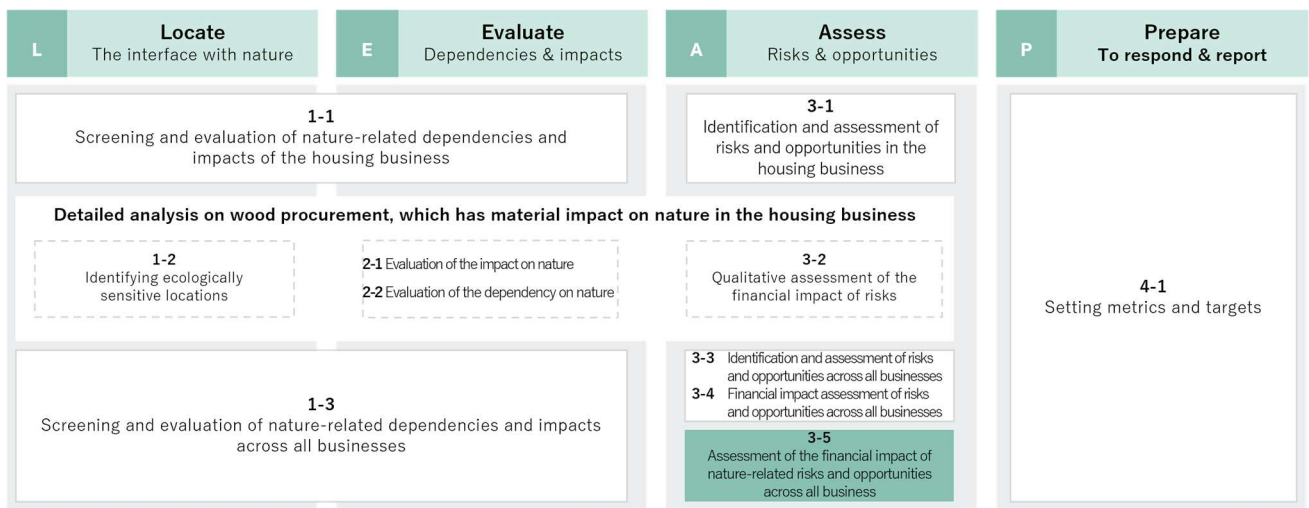 L
Locate
The interface with nature
E
Evaluate
Dependencies & impacts
A
Assess
Risks & opportunities
P
Prepare
To respond & report
1-1
Screening and evaluation of nature-related dependencies and
impacts of the housing business
3-1
Identification and assessment of
risks and opportunities in the
housing business
Detailed analysis on wood procurement, which has material impact on nature in the housing business
1-2
Identifying ecologically
sensitive locations
2-1 Evaluation of the impact on nature
2-2 Evaluation of the dependency on nature
3-2
Qualitative assessment of the
financial impact of risks
4-1
Setting metrics and targets
1-3
Screening and evaluation of nature-related dependencies and impacts
across all businesses
3-3 Identification and assessment of risks
and opportunities across all businesses
3-4 Financial impact assessment of risks
and opportunities across all businesses
3-5
Assessment of the financial impact of
nature-related risks and opportunities
across all business